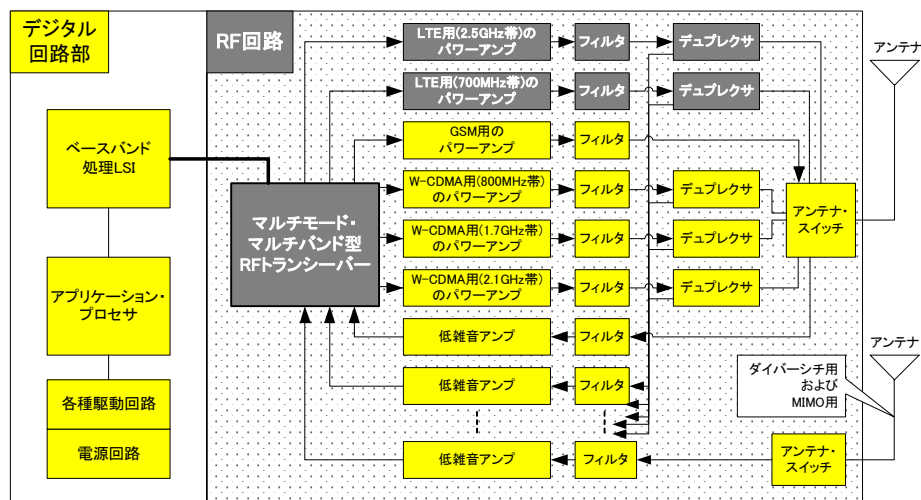 デジタル
回路部
RF回路
LTE用(2.5GHz帯)の
パワーアンプ
フィルタ
デュプレクサ
アンテナ
LTE用(700MHz帯)の
パワーアンプ
フィルタ
デュプレクサ
GSM用の
パワーアンプ
フィルタ
ベースバンド
処理LSI
W-CDMA用(800MHz帯)
のパワーアンプ
フィルタ
デュプレクサ
マルチモード・
マルチバンド型
RFトランシーバー
W-CDMA用(1.7GHz帯)
のパワーアンプ
フィルタ
デュプレクサ
アンテナ・
スイッチ
W-CDMA用(2.1GHz帯)
のパワーアンプ
フィルタ
デュプレクサ
アプリケーション・
プロセサ
低雑音アンプ
フィルタ
アンテナ
低雑音アンプ
フィルタ
ダイバーシチ用
および
MIMO用
各種駆動回路
電源回路
低雑音アンプ
フィルタ
アンテナ・
スイッチ